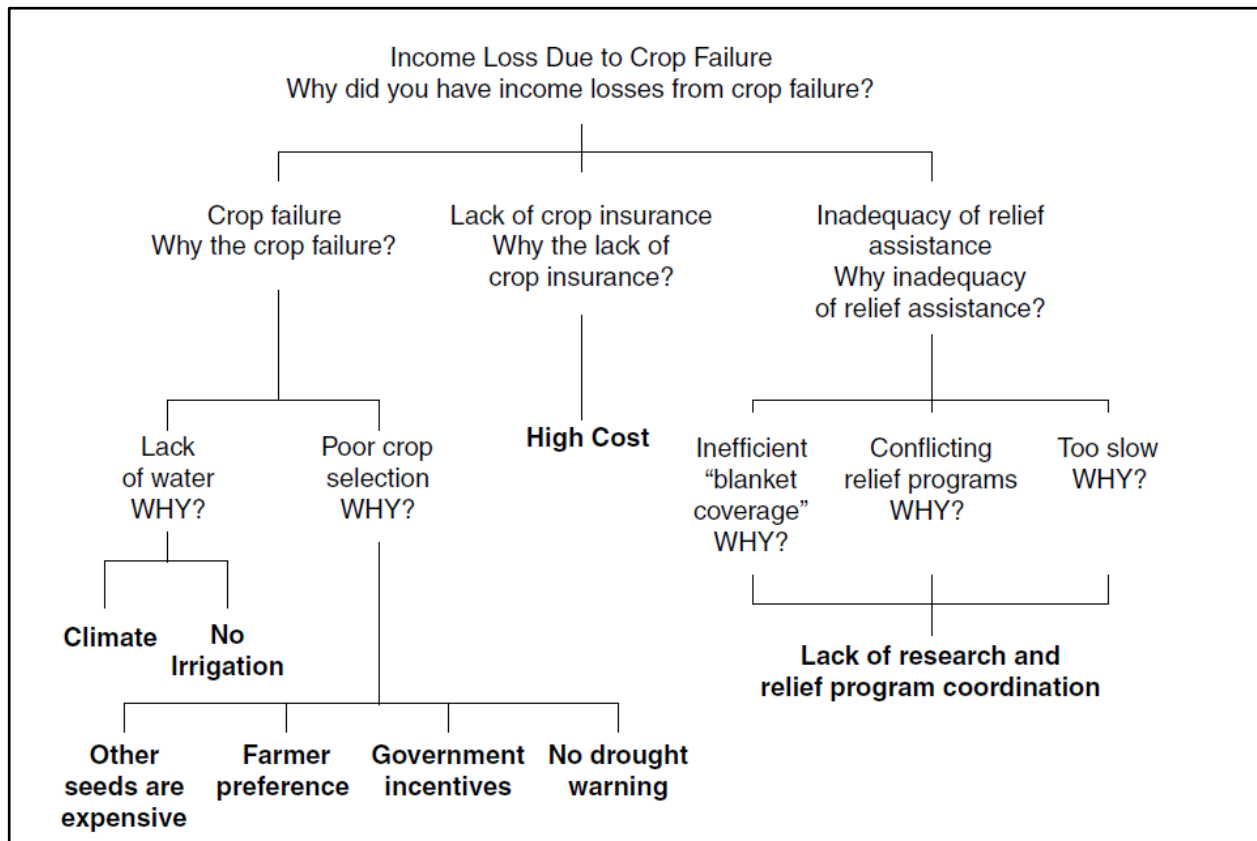 Income Loss Due to Crop Failure
Why did you have income losses from crop failure?
Crop failure
Why the crop failure?
Lack of crop insurance
Why the lack of
crop insurance?
Inadequacy of relief
assistance
Why inadequacy
of relief assistance?
Lack
of water
WHY?
Poor crop
selection
WHY?
High Cost
Inefficient
“blanket
coverage”
WHY?
Conflicting
relief programs
WHY?
Too slow
WHY?
Climate
No
Irrigation
Lack of research and
relief program coordination
Other
seeds are
expensive
Farmer
preference
Government
incentives
No drought
warning